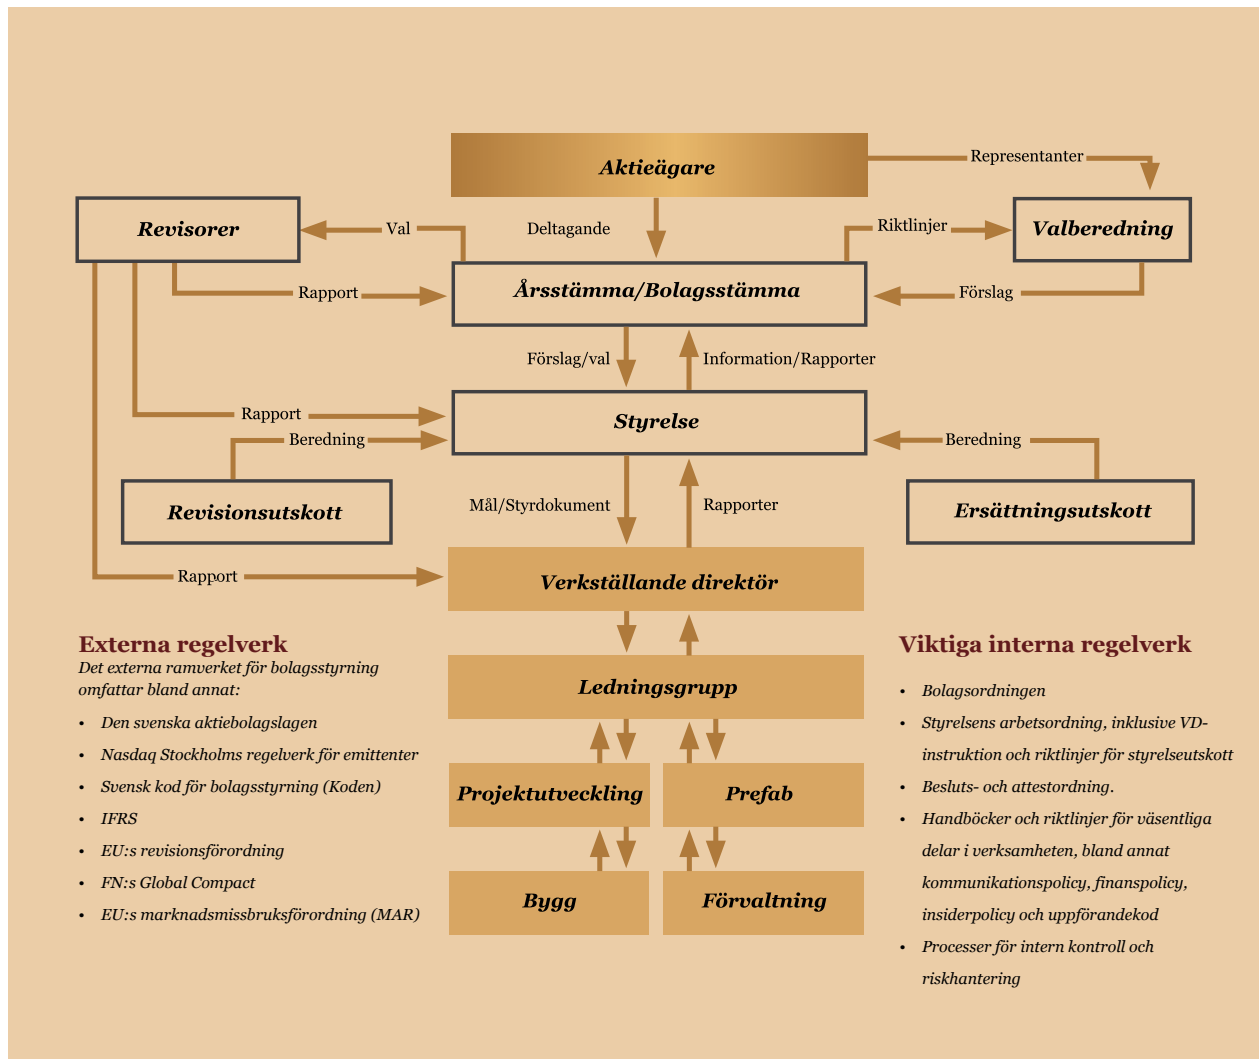 Aktieägare
Representanter
Revisorer
Val
Deltagande
Riktlinjer
Valberedning
Rapport
Årsstämma/Bolagsstämma
Förslag
Förslag/val
Information/Rapporter
Rapport
Styrelse
Beredning
Beredning
Revisionsutskott
Mål/Styrdokument
Rapporter
Ersättningsutskott
Rapport
Verkställande direktör
Ledningsgrupp
Projektutveckling
Prefab
Bygg
Förvaltning
Externa regelverk
Det externa ramverket för bolagsstyrning
omfattar bland annat:
• Den svenska aktiebolagslagen
• Nasdaq Stockholms regelverk för emittenter
• Svensk kod för bolagsstyrning (Koden)
• IFRS
• EU:s revisionsförordning
• FN:s Global Compact
• EU:s marknadsmissbruksförordning (MAR)
Viktiga interna regelverk
• Bolagsordningen
• Styrelsens arbetsordning, inklusive VD-
instruktion och riktlinjer för styrelseutskott
• Besluts- och attestordning.
• Handböcker och riktlinjer för väsentliga
delar i verksamheten, bland annat
kommunikationspolicy, finanspolicy,
insiderpolicy och uppförandekod
• Processer för intern kontroll och
riskhantering